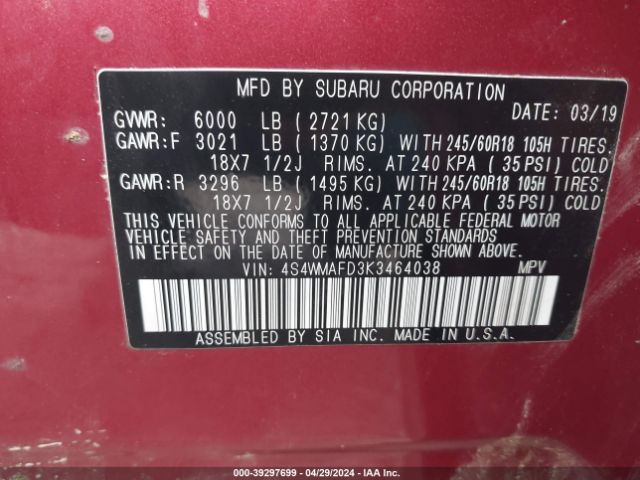 MFD BY SUBARU CORPORATION
GVWR: 6000 LB ( 2721 KG) DATE: 03/19
GAWR:F 3021 LB ( 1370 KG) WITH 245/60R18 105H TIRES.
18X7 1/2J RIMS. AT 240 KPA ( 35 PSI) COLD
GAWR:R 3296 LB ( 1495 KG) WITH 245/60R18 105H TIRES.
18X7 1/2J RIMS. AT 240 KPA ( 35 PSI) COLD
THIS VEHICLE CONFORMS TO ALL APPLICABLE FEDERAL MOTOR
VEHICLE SAFETY AND THEFT PREVENTION STANDARDS
IN EFFECT ON THE DATE OF MANUFACTURE SHOWN ABOVE.
VIN: 4S4WMAFD3K3464038 MPV
ASSEMBLED BY SIA INC. MADE IN U.S.A.
000-39297699 - 04/29/2024 - IAA Inc.